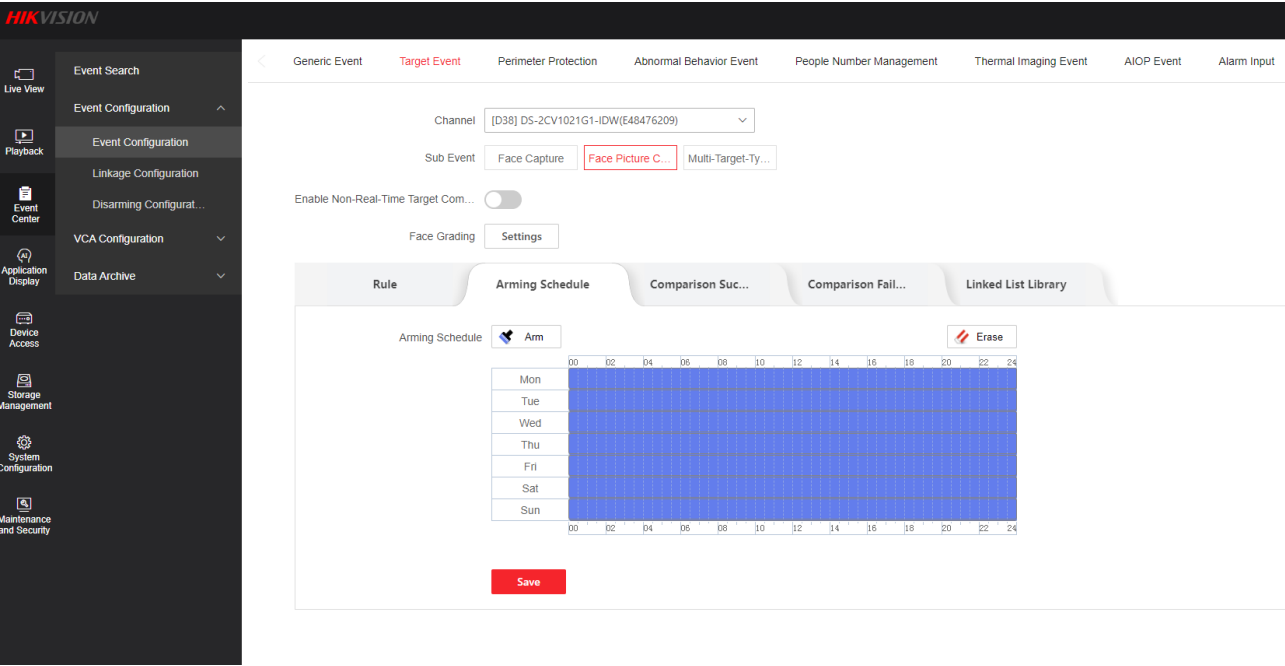 HIKVISION
Live View
Playback
Event Center
Application Display
Device Access
Storage Management
System Configuration
Maintenance and Security
Event Search
Event Configuration
Event Configuration
Linkage Configuration
Disarming Configurat...
VCA Configuration
Data Archive
Generic Event Target Event Perimeter Protection Abnormal Behavior Event People Number Management Thermal Imaging Event AIOP Event Alarm Input
Channel [D38] DS-2CV1021G1-IDW(E48476209)
Sub Event Face Capture Face Picture C... Multi-Target-Ty...
Enable Non-Real-Time Target Com...
Face Grading Settings
Rule Arming Schedule Comparison Suc... Comparison Fail... Linked List Library
Arming Schedule Arm Erase
00 02 04 06 08 10 12 14 16 18 20 22 24
Mon
Tue
Wed
Thu
Fri
Sat
Sun
00 02 04 06 08 10 12 14 16 18 20 22 24
Save